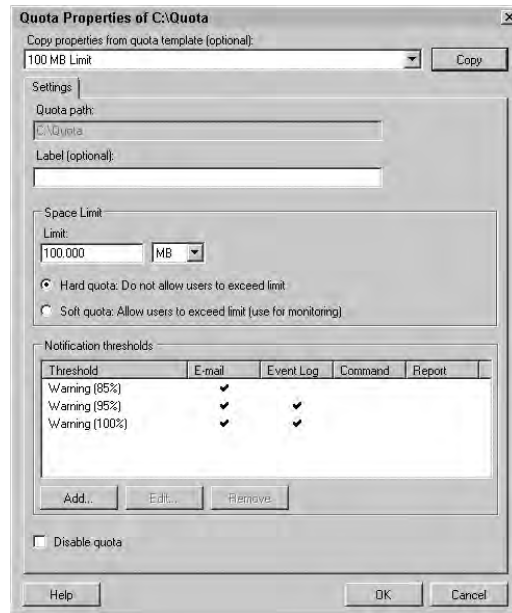 Quota Properties of C:\Quota
Copy properties from quota template (optional):
100 MB Limit
Copy
Settings
Quota path:
C:\Quota
Label (optional):
Space Limit
Limit:
100.000 MB
Hard quota: Do not allow users to exceed limit
Soft quota: Allow users to exceed limit (use for monitoring)
Notification thresholds
Threshold E-mail Event Log Command Report
Warning (85%)
Warning (95%)
Warning (100%)
Add... Edit... Remove
Disable quota
Help OK Cancel